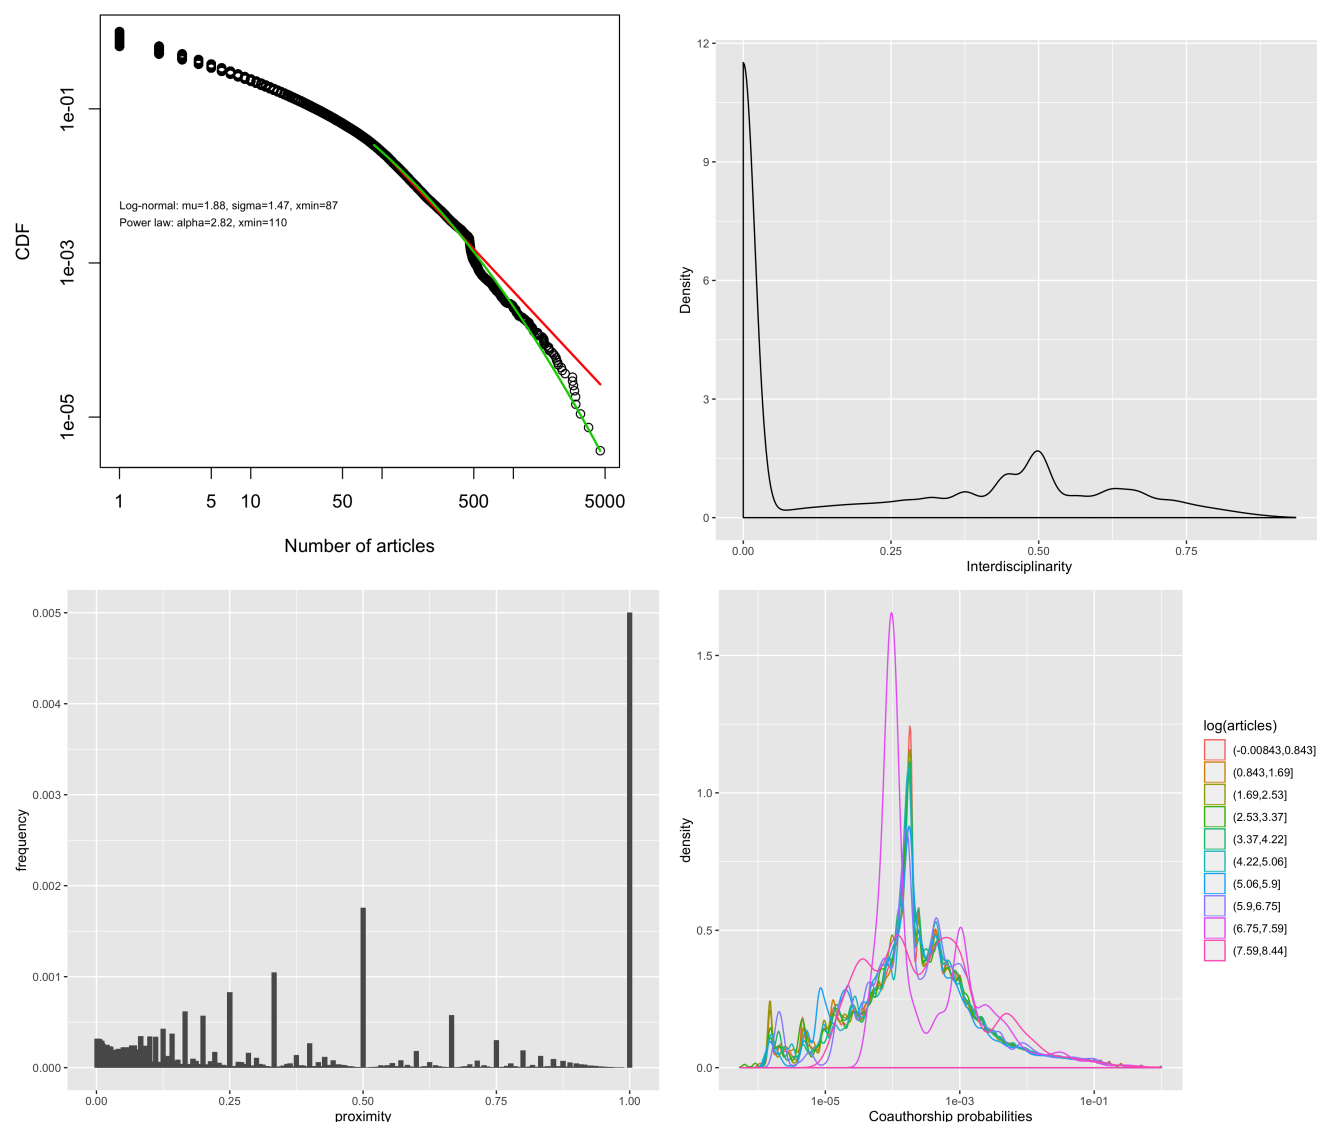 CDF
1e-01
1e-03
1e-05
Log-normal: mu=1.88, sigma=1.47, xmin=87
Power law: alpha=2.82, xmin=110
1 5 10 50 500 5000
Number of articles
Density
12
9
6
3
0
0.00 0.25 0.50 0.75
Interdisciplinarity
frequency
0.005
0.004
0.003
0.002
0.001
0.000
0.00 0.25 0.50 0.75 1.00
proximity
density
1.5
1.0
0.5
0.0
1e-05 1e-03 1e-01
Coauthorship probabilities
log(articles)
(-0.00843,0.843]
(0.843,1.69]
(1.69,2.53]
(2.53,3.37]
(3.37,4.22]
(4.22,5.06]
(5.06,5.9]
(5.9,6.75]
(6.75,7.59]
(7.59,8.44]